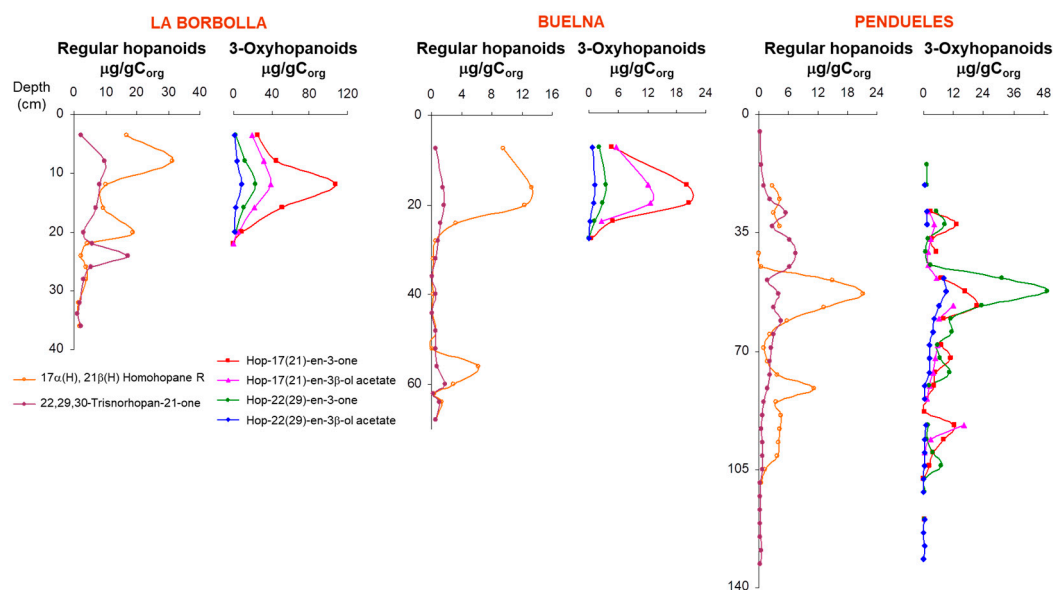 LA BORBOLLA
Regular hopanoids
µg/gCorg
3-Oxyhopanoids
µg/gCorg
Depth
(cm)
0 10 20 30 40
0 40 80 120
0
10
20
30
40
17α(H), 21β(H) Homohopane R
22,29,30-Trisnorhopan-21-one
Hop-17(21)-en-3-one
Hop-17(21)-en-3β-ol acetate
Hop-22(29)-en-3-one
Hop-22(29)-en-3β-ol acetate
BUELNA
Regular hopanoids
µg/gCorg
3-Oxyhopanoids
µg/gCorg
0 4 8 12 16
0 4 8 12 16 20 24
0
20
40
60
PENDUELES
Regular hopanoids
µg/gCorg
3-Oxyhopanoids
µg/gCorg
0 6 12 18 24
0 12 24 36 48
0
35
70
105
140